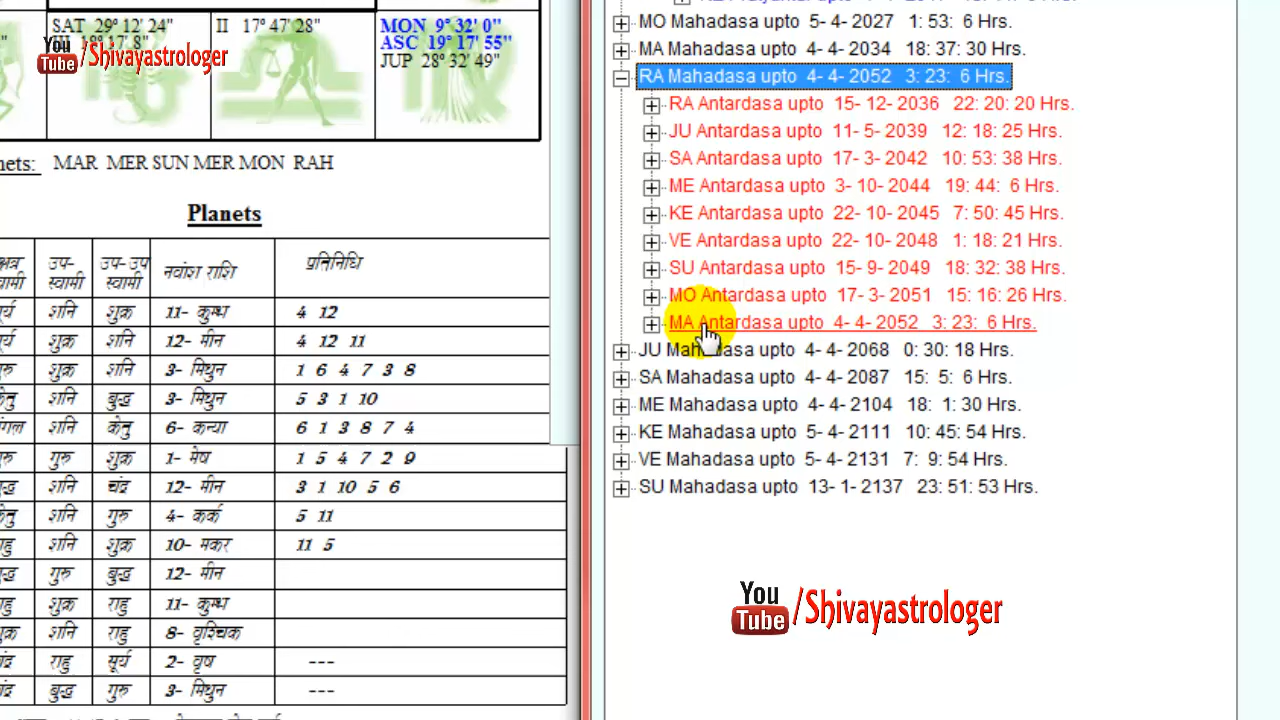 SAT 29° 12' 24"
III 18° 17' 8"
II 17° 47' 28"
MON 9° 32' 0"
ASC 19° 17' 55"
JUP 28° 32' 49"
You Tube /Shivayastrologer
MAR MER SUN MER MON RAH
Planets
उप-स्वामी उप-उप स्वामी नवांश राशि प्रतिनिधि
शनि शुक्र 11- कुम्भ 4 12
शुक्र शनि 12- मीन 4 12 11
शुक्र शनि 3- मिथुन 1 6 4 7 3 8
शनि बुद्ध 3- मिथुन 5 3 1 10
शनि केतु 6- कन्या 6 1 3 8 7 4
गुरु शुक्र 1- मेष 1 5 4 7 2 9
शनि चंद्र 12- मीन 3 1 10 5 6
शनि गुरु 4- कर्क 5 11
शनि शुक्र 10- मकर 11 5
गुरु बुद्ध 12- मीन
शुक्र राहु 11- कुम्भ
शनि राहु 8- वृश्चिक
राहु सूर्य 2- वृष ---
बुद्ध गुरु 3- मिथुन ---
MO Mahadasa upto 5- 4- 2027 1: 53: 6 Hrs.
MA Mahadasa upto 4- 4- 2034 18: 37: 30 Hrs.
RA Mahadasa upto 4- 4- 2052 3: 23: 6 Hrs.
RA Antardasa upto 15- 12- 2036 22: 20: 20 Hrs.
JU Antardasa upto 11- 5- 2039 12: 18: 25 Hrs.
SA Antardasa upto 17- 3- 2042 10: 53: 38 Hrs.
ME Antardasa upto 3- 10- 2044 19: 44: 6 Hrs.
KE Antardasa upto 22- 10- 2045 7: 50: 45 Hrs.
VE Antardasa upto 22- 10- 2048 1: 18: 21 Hrs.
SU Antardasa upto 15- 9- 2049 18: 32: 38 Hrs.
MO Antardasa upto 17- 3- 2051 15: 16: 26 Hrs.
MA Antardasa upto 4- 4- 2052 3: 23: 6 Hrs.
JU Mahadasa upto 4- 4- 2068 0: 30: 18 Hrs.
SA Mahadasa upto 4- 4- 2087 15: 5: 6 Hrs.
ME Mahadasa upto 4- 4- 2104 18: 1: 30 Hrs.
KE Mahadasa upto 5- 4- 2111 10: 45: 54 Hrs.
VE Mahadasa upto 5- 4- 2131 7: 9: 54 Hrs.
SU Mahadasa upto 13- 1- 2137 23: 51: 53 Hrs.
You Tube /Shivayastrologer